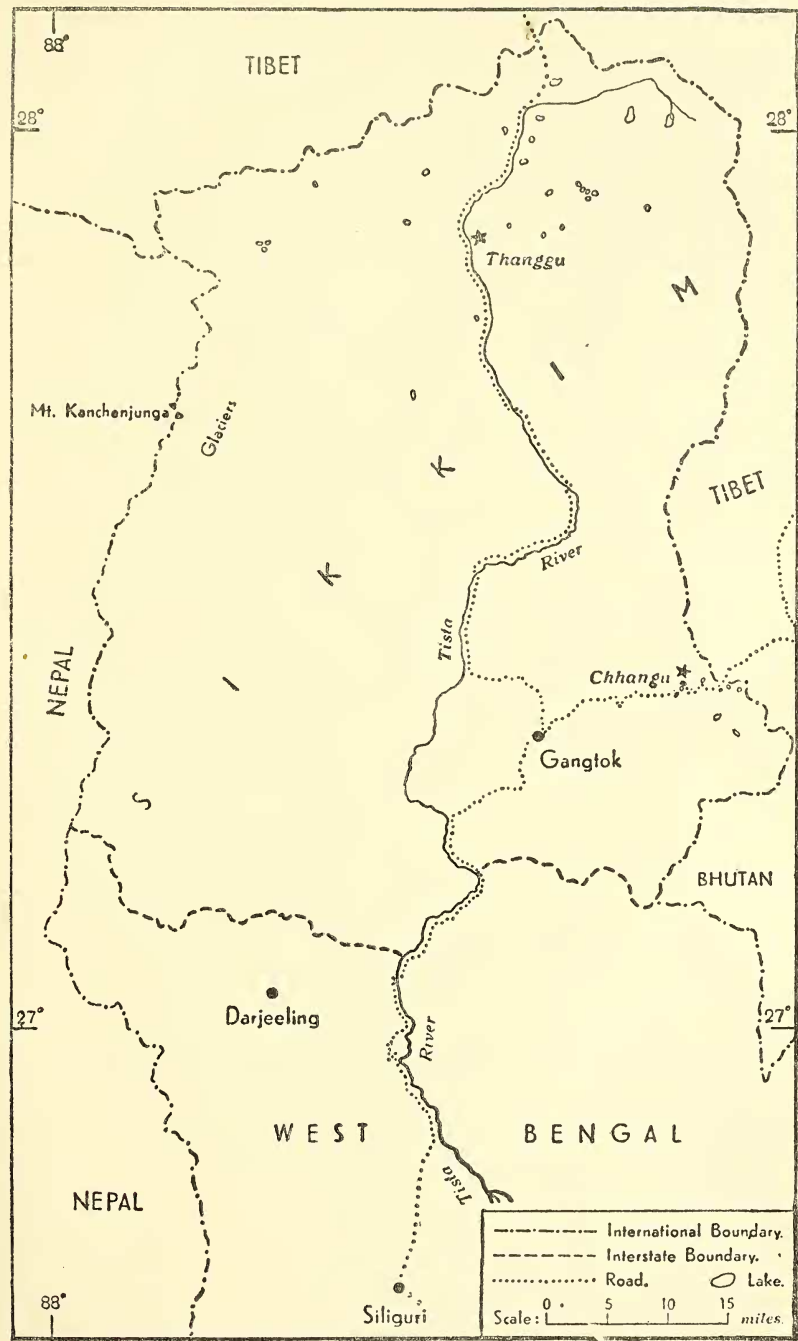 88°
TIBET
28°
28°
Thanggu
M
I
Mt. Kanchenjunga
Glaciers
K
TIBET
K
River
Tista
NEPAL
I
Chhangu
Gangtok
S
BHUTAN
Darjeeling
27°
27°
River
WEST BENGAL
Tista
NEPAL
International Boundary.
Interstate Boundary.
Road. Lake.
88°
Siliguri
Scale: 0 5 10 15 miles.